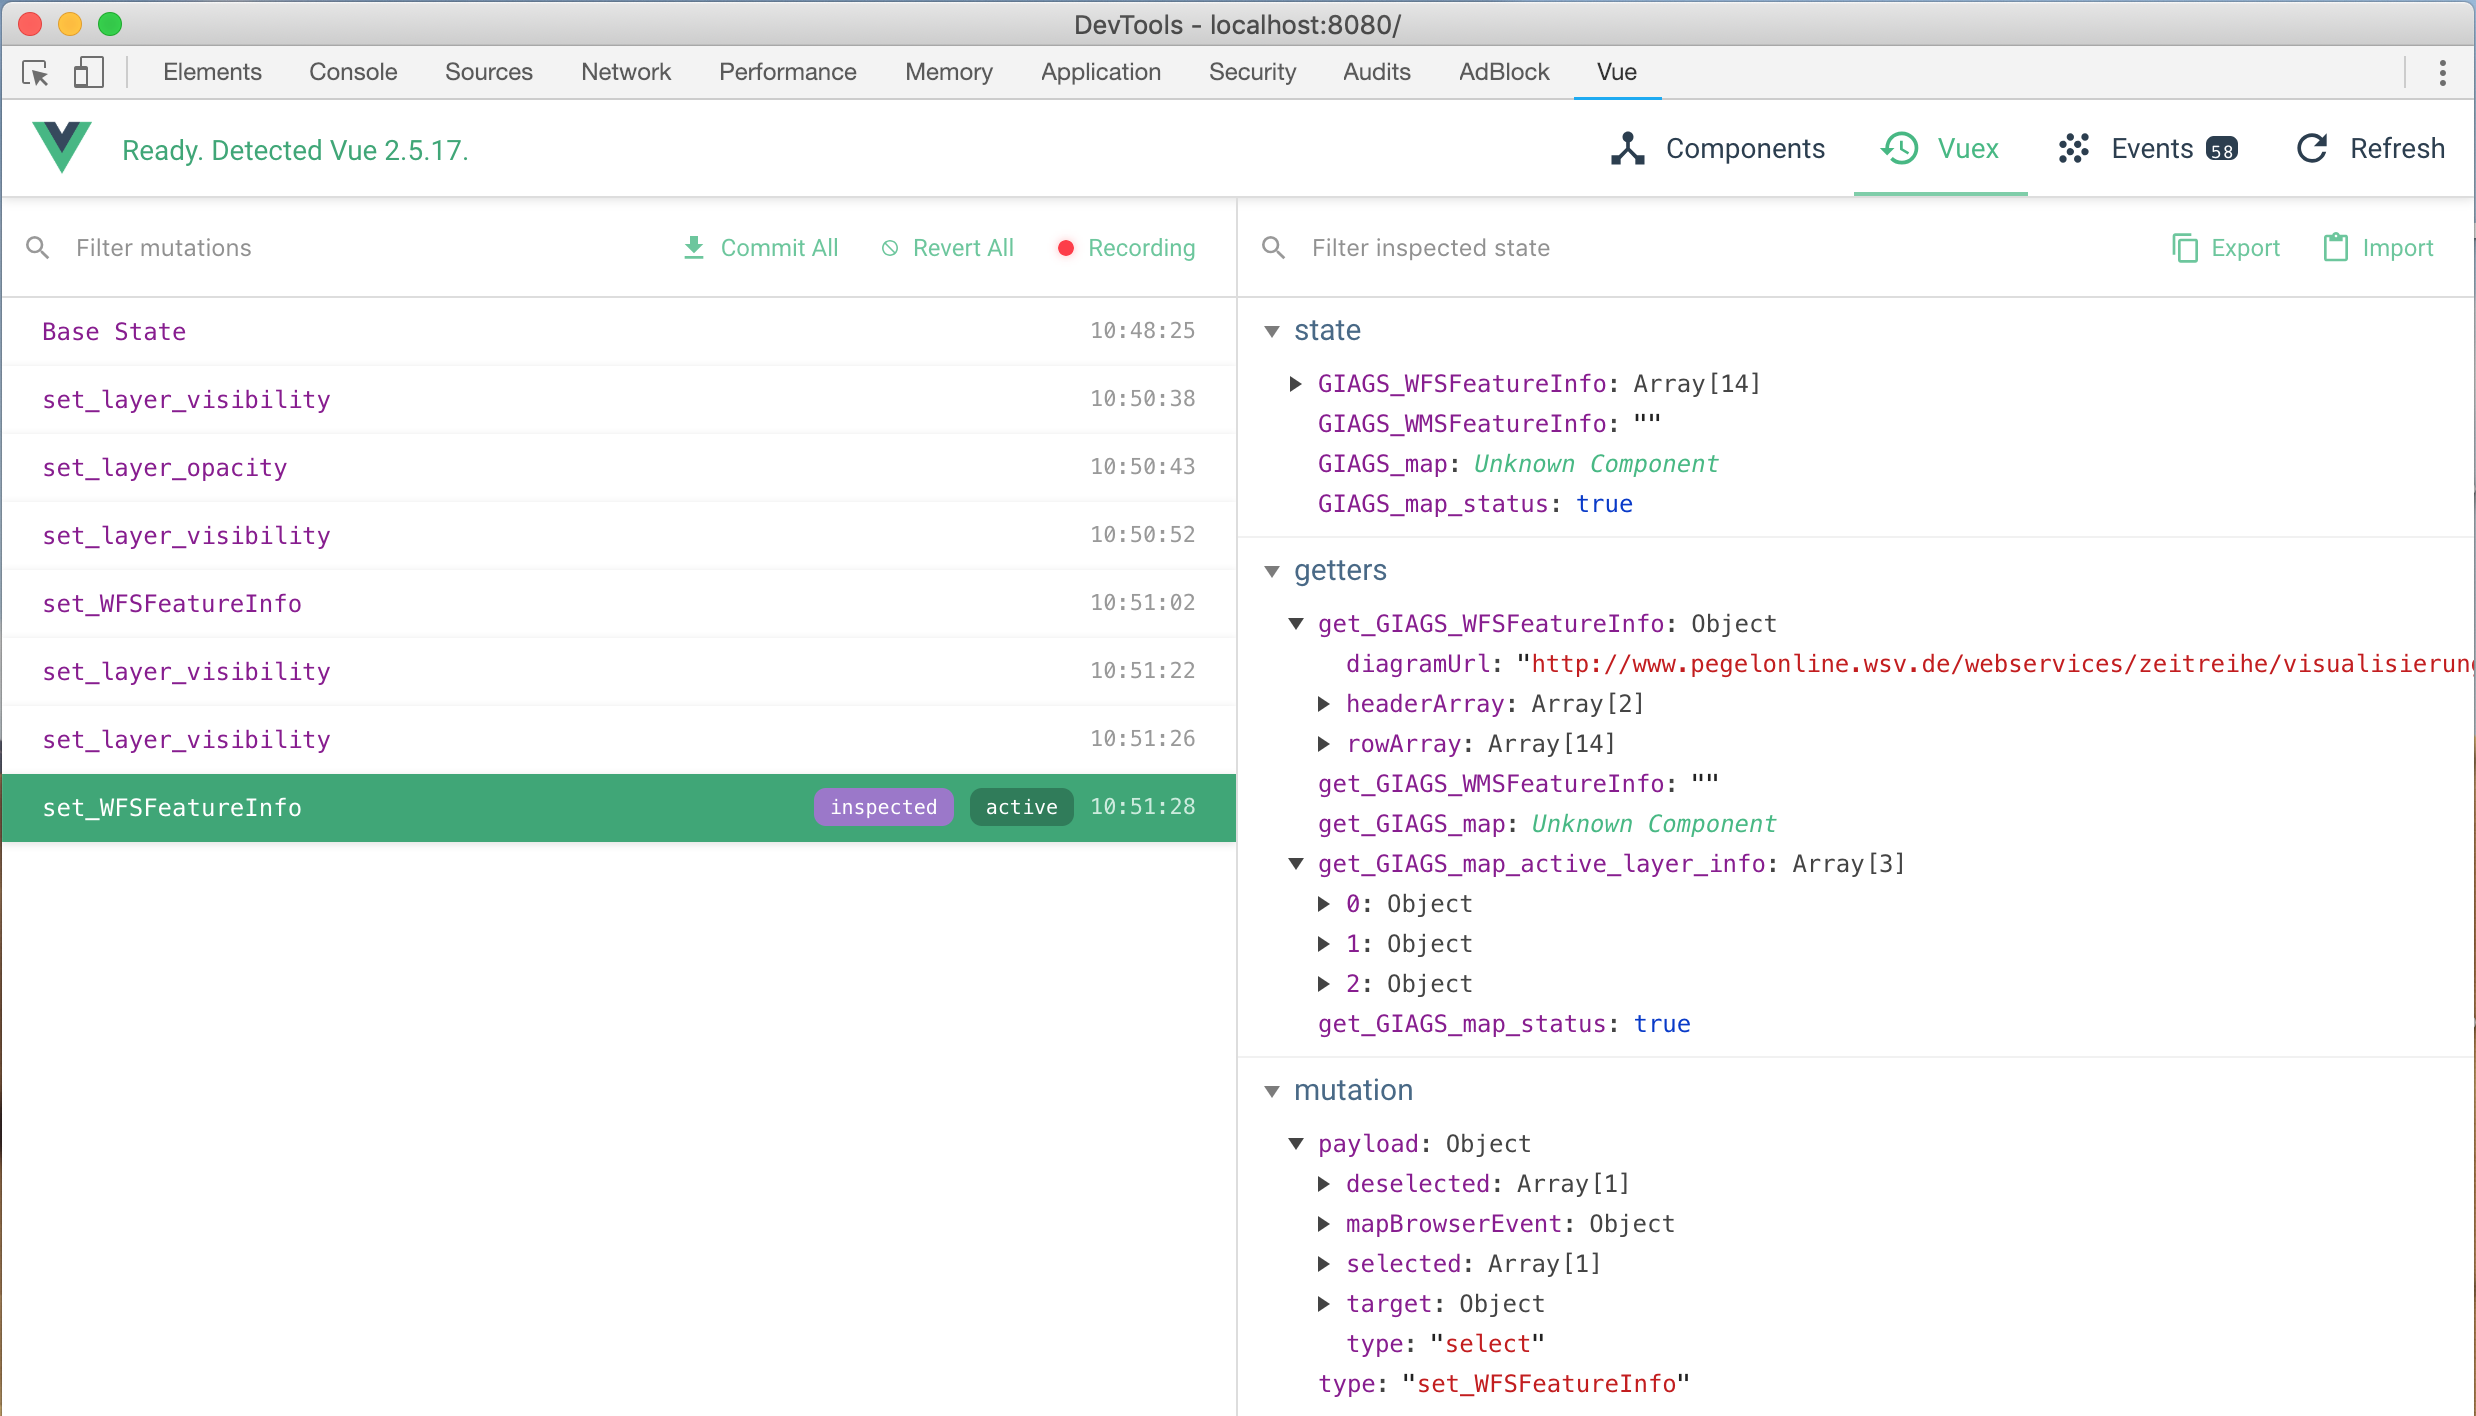 DevTools - localhost:8080/
Elements Console Sources Network Performance Memory Application Security Audits AdBlock Vue
Ready. Detected Vue 2.5.17.
Components Vuex Events 58 Refresh
Filter mutations Commit All Revert All Recording
Base State 10:48:25
set_layer_visibility 10:50:38
set_layer_opacity 10:50:43
set_layer_visibility 10:50:52
set_WFSFeatureInfo 10:51:02
set_layer_visibility 10:51:22
set_layer_visibility 10:51:26
set_WFSFeatureInfo inspected active 10:51:28
Filter inspected state Export Import
state
GIAGS_WFSFeatureInfo: Array[14]
GIAGS_WMSFeatureInfo: ""
GIAGS_map: Unknown Component
GIAGS_map_status: true
getters
get_GIAGS_WFSFeatureInfo: Object
diagramUrl: "http://www.pegelonline.wsv.de/webservices/zeitreihe/visualisierung
headerArray: Array[2]
rowArray: Array[14]
get_GIAGS_WMSFeatureInfo: ""
get_GIAGS_map: Unknown Component
get_GIAGS_map_active_layer_info: Array[3]
0: Object
1: Object
2: Object
get_GIAGS_map_status: true
mutation
payload: Object
deselected: Array[1]
mapBrowserEvent: Object
selected: Array[1]
target: Object
type: "select"
type: "set_WFSFeatureInfo"